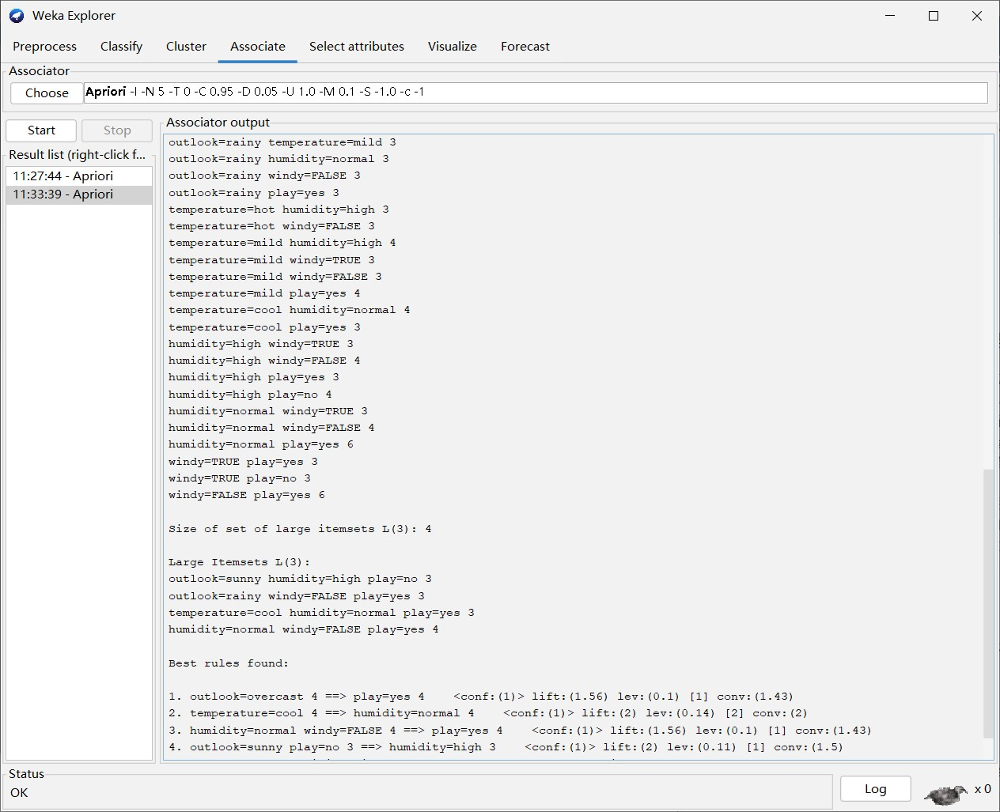 Weka Explorer
Preprocess Classify Cluster Associate Select attributes Visualize Forecast
Associator
Choose Apriori -I -N 5 -T 0 -C 0.95 -D 0.05 -U 1.0 -M 0.1 -S -1.0 -c -1
Start Stop
Result list (right-click f...
11:27:44 - Apriori
11:33:39 - Apriori
Associator output
outlook=rainy temperature=mild 3
outlook=rainy humidity=normal 3
outlook=rainy windy=FALSE 3
outlook=rainy play=yes 3
temperature=hot humidity=high 3
temperature=hot windy=FALSE 3
temperature=mild humidity=high 4
temperature=mild windy=TRUE 3
temperature=mild windy=FALSE 3
temperature=mild play=yes 4
temperature=cool humidity=normal 4
temperature=cool play=yes 3
humidity=high windy=TRUE 3
humidity=high windy=FALSE 4
humidity=high play=yes 3
humidity=high play=no 4
humidity=normal windy=TRUE 3
humidity=normal windy=FALSE 4
humidity=normal play=yes 6
windy=TRUE play=yes 3
windy=TRUE play=no 3
windy=FALSE play=yes 6
Size of set of large itemsets L(3): 4
Large Itemsets L(3):
outlook=sunny humidity=high play=no 3
outlook=rainy windy=FALSE play=yes 3
temperature=cool humidity=normal play=yes 3
humidity=normal windy=FALSE play=yes 4
Best rules found:
1. outlook=overcast 4 ==> play=yes 4 <conf:(1)> lift:(1.56) lev:(0.1) [1] conv:(1.43)
2. temperature=cool 4 ==> humidity=normal 4 <conf:(1)> lift:(2) lev:(0.14) [2] conv:(2)
3. humidity=normal windy=FALSE 4 ==> play=yes 4 <conf:(1)> lift:(1.56) lev:(0.1) [1] conv:(1.43)
4. outlook=sunny play=no 3 ==> humidity=high 3 <conf:(1)> lift:(2) lev:(0.11) [1] conv:(1.5)
Status
OK
Log
x 0